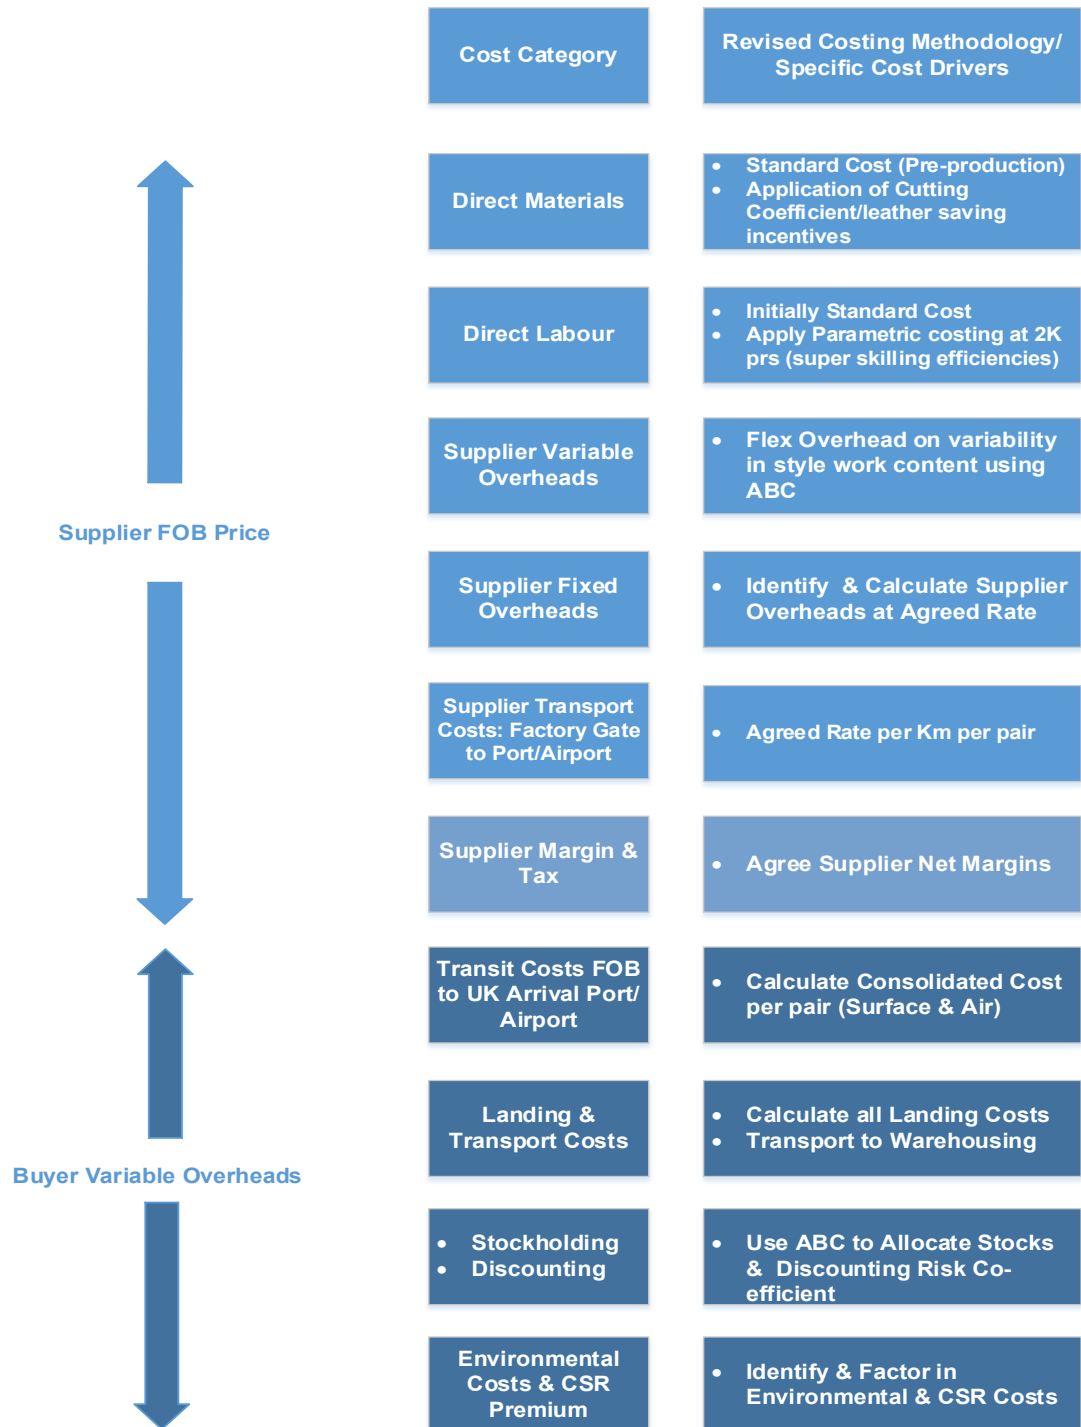 Cost Category
Revised Costing Methodology/
Specific Cost Drivers
Direct Materials
• Standard Cost (Pre-production)
• Application of Cutting
Coefficient/leather saving
incentives
Direct Labour
• Initially Standard Cost
• Apply Parametric costing at 2K
prs (super skilling efficiencies)
Supplier Variable
Overheads
• Flex Overhead on variability
in style work content using
ABC
Supplier FOB Price
Supplier Fixed
Overheads
• Identify & Calculate Supplier
Overheads at Agreed Rate
Supplier Transport
Costs: Factory Gate
to Port/Airport
• Agreed Rate per Km per pair
Supplier Margin &
Tax
• Agree Supplier Net Margins
Transit Costs FOB
to UK Arrival Port/
Airport
• Calculate Consolidated Cost
per pair (Surface & Air)
Landing &
Transport Costs
• Calculate all Landing Costs
• Transport to Warehousing
Buyer Variable Overheads
• Stockholding
• Discounting
• Use ABC to Allocate Stocks
& Discounting Risk Co-
efficient
Environmental
Costs & CSR
Premium
• Identify & Factor in
Environmental & CSR Costs